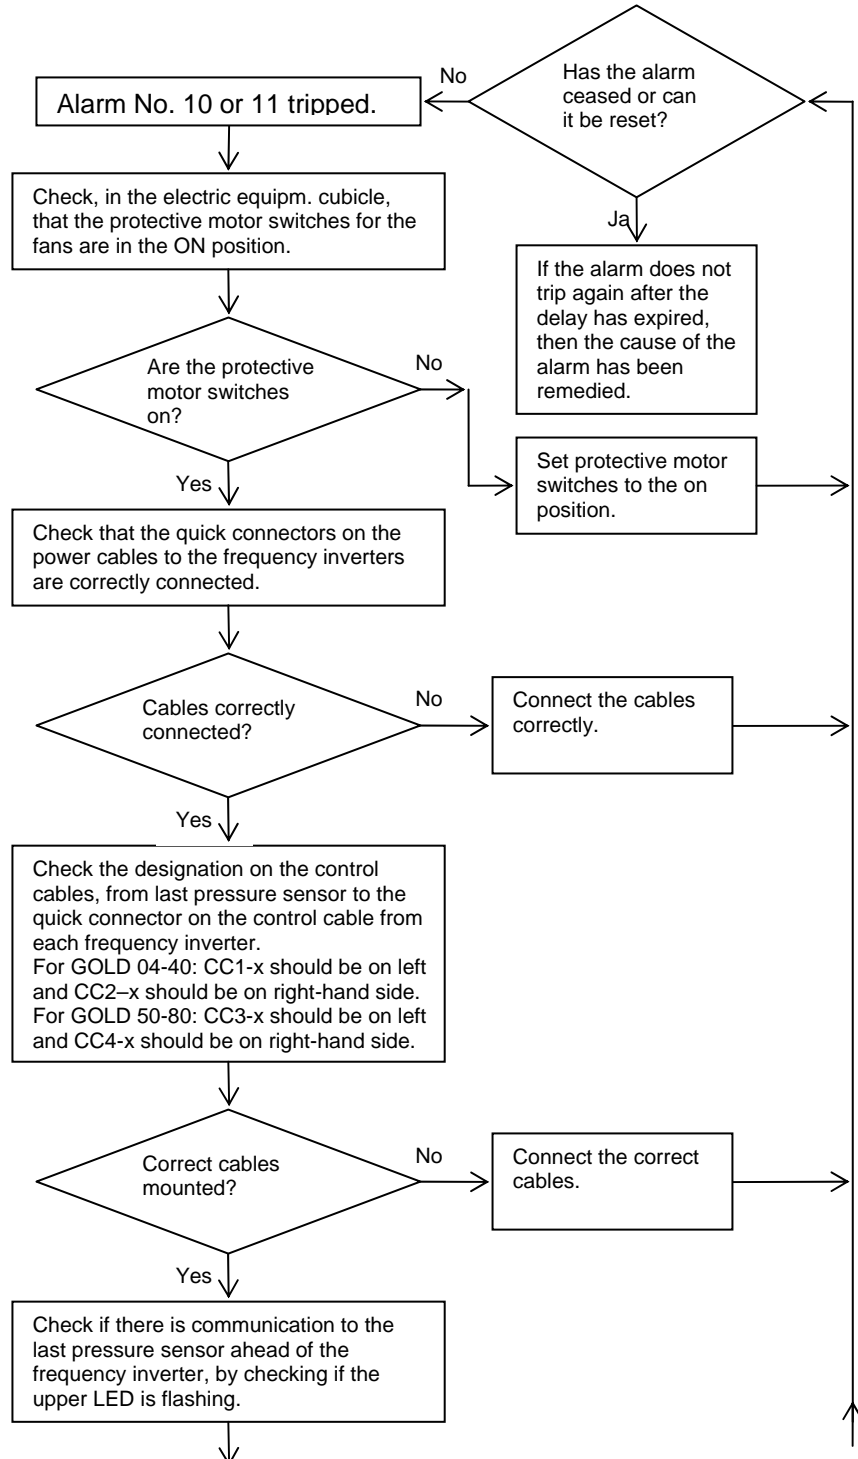 Has the alarm
ceased or can
it be reset?
No
Alarm No. 10 or 11 tripped.
Ja
Check, in the electric equipm. cubicle,
that the protective motor switches for the
fans are in the ON position.
If the alarm does not
trip again after the
delay has expired,
then the cause of the
alarm has been
remedied.
Are the protective
motor switches
on?
No
Yes
Set protective motor
switches to the on
position.
Check that the quick connectors on the
power cables to the frequency inverters
are correctly connected.
Cables correctly
connected?
No
Connect the cables
correctly.
Yes
Check the designation on the control
cables, from last pressure sensor to the
quick connector on the control cable from
each frequency inverter.
For GOLD 04-40: CC1-x should be on left
and CC2–x should be on right-hand side.
For GOLD 50-80: CC3-x should be on left
and CC4-x should be on right-hand side.
Correct cables
mounted?
No
Connect the correct
cables.
Yes
Check if there is communication to the
last pressure sensor ahead of the
frequency inverter, by checking if the
upper LED is flashing.